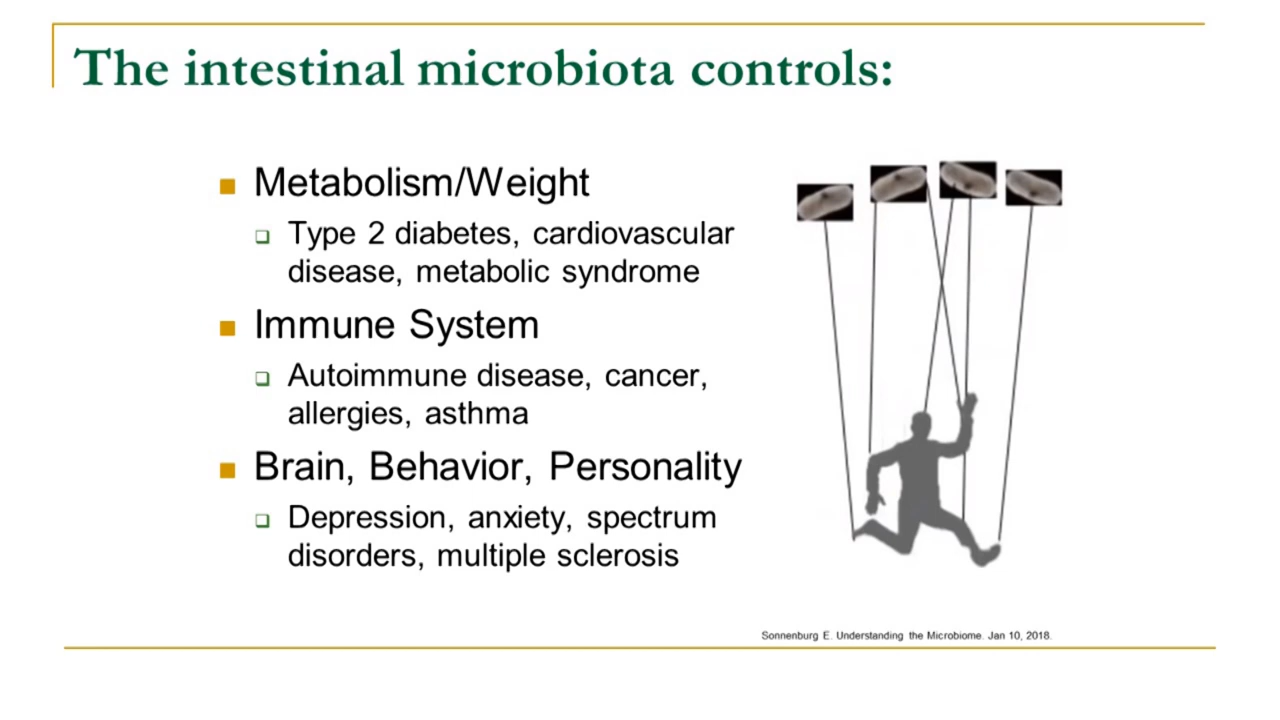 The intestinal microbiota controls:
Metabolism/Weight
Type 2 diabetes, cardiovascular
disease, metabolic syndrome
Immune System
Autoimmune disease, cancer,
allergies, asthma
Brain, Behavior, Personality
Depression, anxiety, spectrum
disorders, multiple sclerosis
Sonnenburg E. Understanding the Microbiome. Jan 10, 2018.